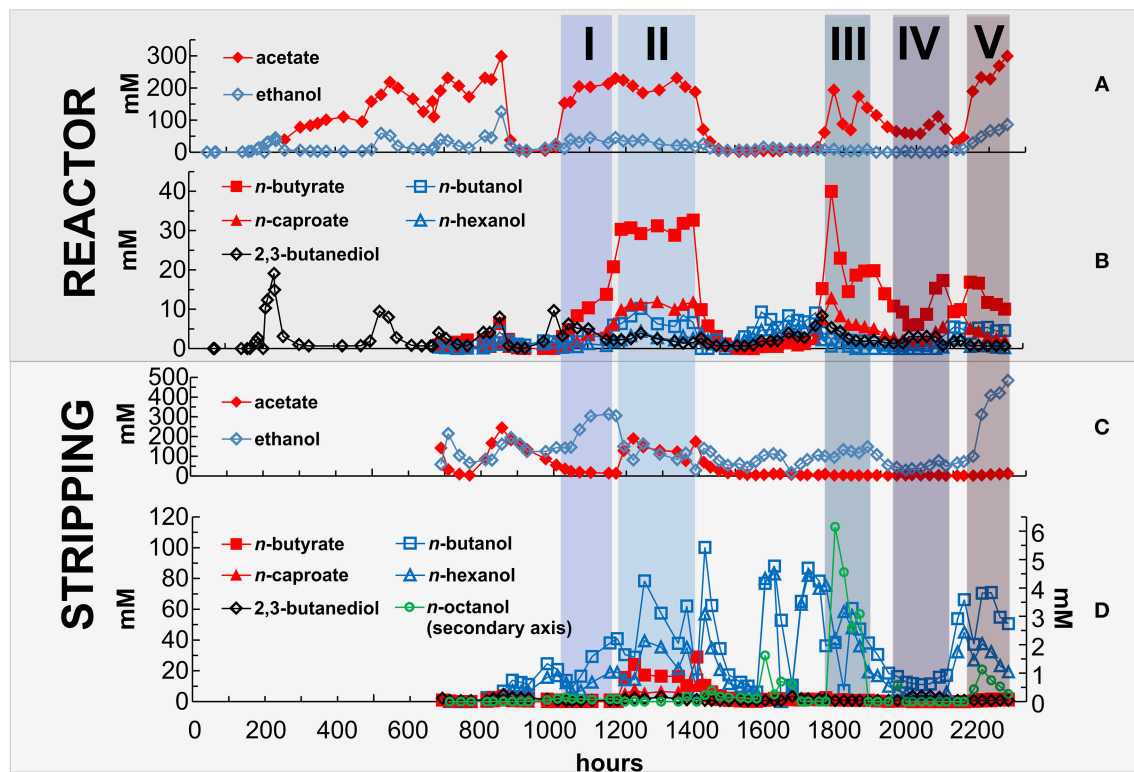 I II III IV V
REACTOR
A
mM
300
200
100
0
acetate
ethanol
B
mM
40
30
20
10
0
n-butyrate n-butanol
n-caproate n-hexanol
2,3-butanediol
STRIPPING
C
mM
500
400
300
200
100
0
acetate
ethanol
D
mM
120
100
80
60
40
20
0
n-butyrate n-butanol
n-caproate n-hexanol
2,3-butanediol n-octanol
(secondary axis)
6
5
4
3
2
1
0
mM
0 200 400 600 800 1000 1200 1400 1600 1800 2000 2200
hours